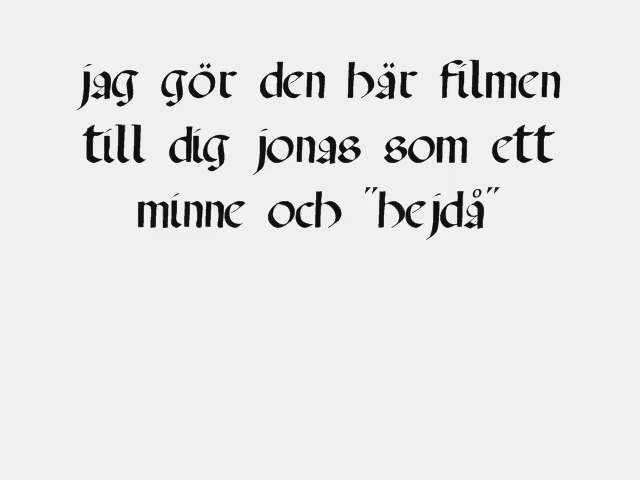 jag gör den här filmen
till dig jonas som ett
minne och "hejdå"